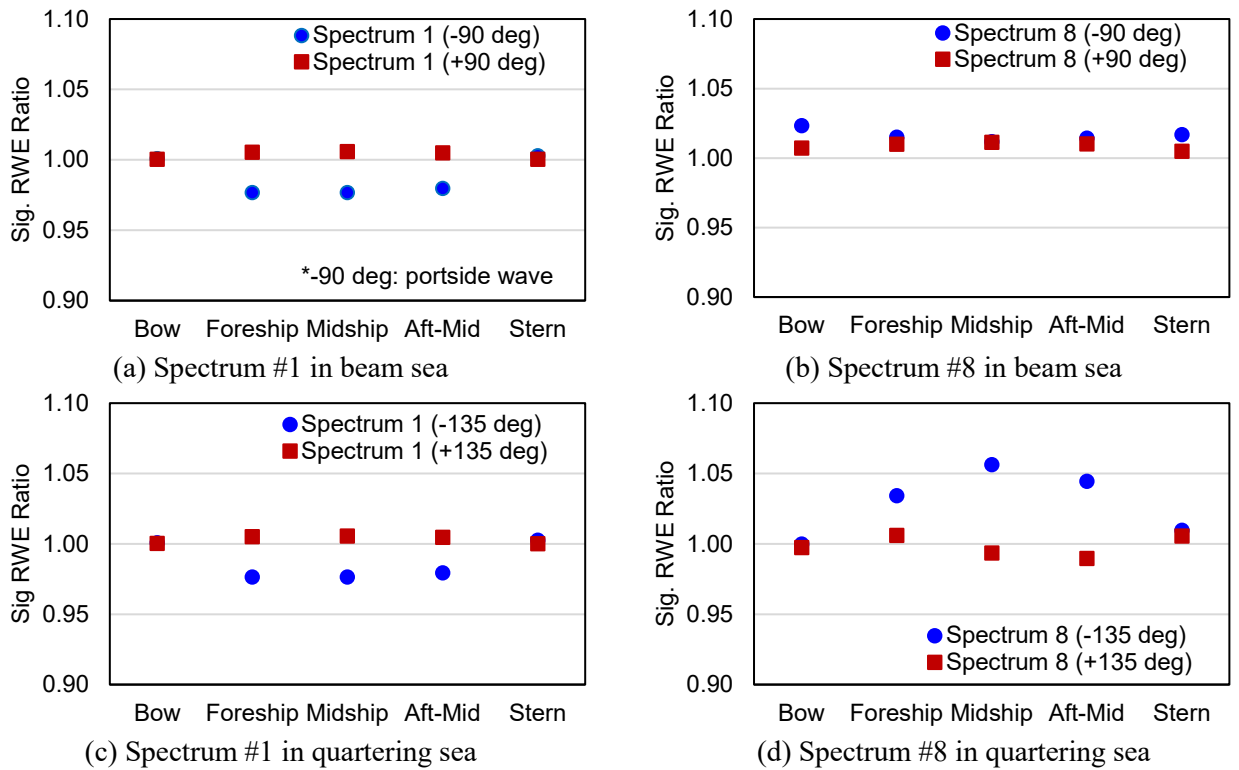 Sig. RWE Ratio
1.10
1.05
1.00
0.95
0.90
Spectrum 1 (-90 deg)
Spectrum 1 (+90 deg)
*-90 deg: portside wave
Bow Foreship Midship Aft-Mid Stern
(a) Spectrum #1 in beam sea
Sig. RWE Ratio
1.10
1.05
1.00
0.95
0.90
Spectrum 8 (-90 deg)
Spectrum 8 (+90 deg)
Bow Foreship Midship Aft-Mid Stern
(b) Spectrum #8 in beam sea
Sig RWE Ratio
1.10
1.05
1.00
0.95
0.90
Spectrum 1 (-135 deg)
Spectrum 1 (+135 deg)
Bow Foreship Midship Aft-Mid Stern
(c) Spectrum #1 in quartering sea
Sig. RWE Ratio
1.10
1.05
1.00
0.95
0.90
Spectrum 8 (-135 deg)
Spectrum 8 (+135 deg)
Bow Foreship Midship Aft-Mid Stern
(d) Spectrum #8 in quartering sea